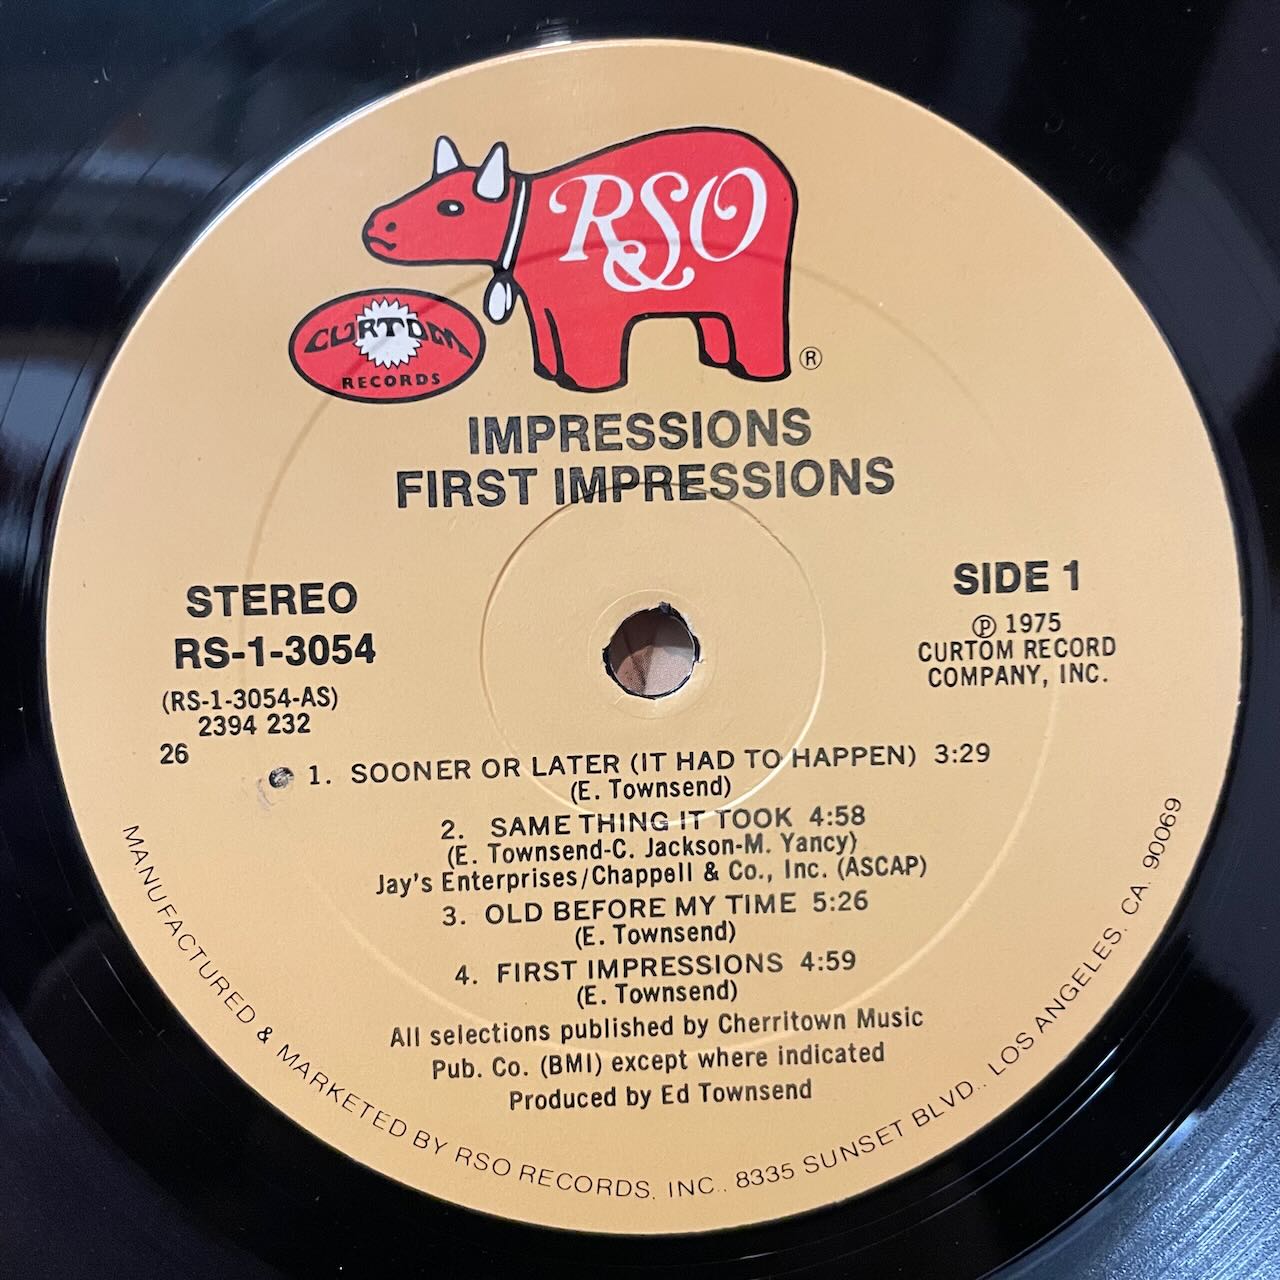 RSO
®
CURTOM
RECORDS
IMPRESSIONS
FIRST IMPRESSIONS
STEREO
RS-1-3054
(RS-1-3054-AS)
2394 232
26
SIDE 1
℗ 1975
CURTOM RECORD
COMPANY, INC.
1. SOONER OR LATER (IT HAD TO HAPPEN) 3:29
(E. Townsend)
2. SAME THING IT TOOK 4:58
(E. Townsend-C. Jackson-M. Yancy)
Jay's Enterprises/Chappell & Co., Inc. (ASCAP)
3. OLD BEFORE MY TIME 5:26
(E. Townsend)
4. FIRST IMPRESSIONS 4:59
(E. Townsend)
All selections published by Cherritown Music
Pub. Co. (BMI) except where indicated
Produced by Ed Townsend
MANUFACTURED & MARKETED BY RSO RECORDS, INC., 8335 SUNSET BLVD., LOS ANGELES, CA. 90069